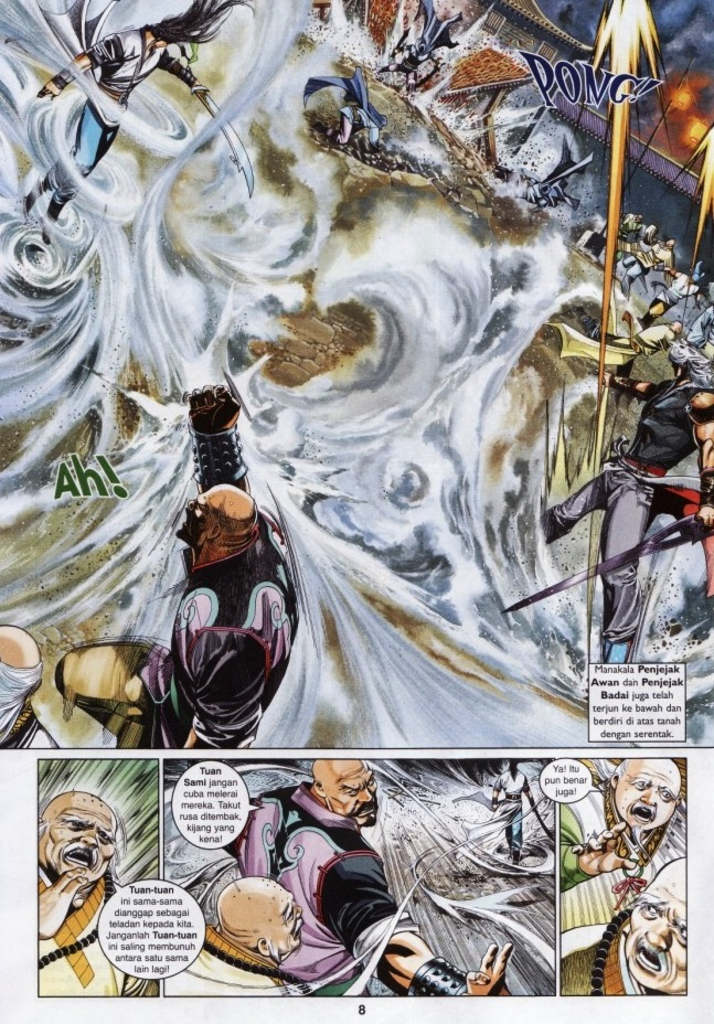 PONG!
Ah!
Manakala Penjejak
Awan dan Penjejak
Badai juga telah
terjun ke bawah dan
berdiri di atas tanah
dengan serentak.
Tuan
Sami jangan
cuba melerai
mereka. Takut
rusa ditembak,
kijang yang
kena!
Ya! Itu
pun benar
juga!
Tuan-tuan
ini sama-sama
dianggap sebagai
teladan kepada kita.
Janganlah Tuan-tuan
ini saling membunuh
antara satu sama
lain lagi!
8